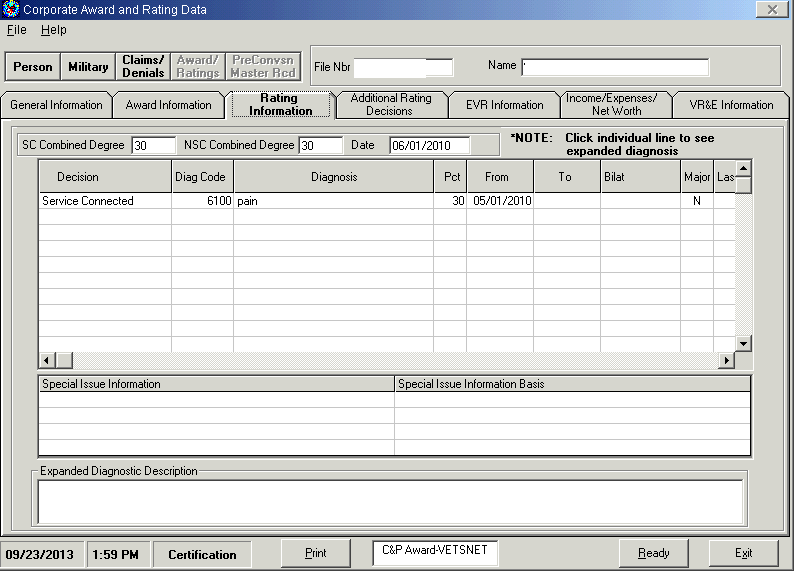 Corporate Award and Rating Data
File Help
Person Military Claims/ Denials Award/ Ratings PreConvsn Master Rcd File Nbr Name
General Information Award Information Rating Information Additional Rating Decisions EVR Information Income/Expenses/ Net Worth VR&E Information
SC Combined Degree 30 NSC Combined Degree 30 Date 06/01/2010 *NOTE: Click individual line to see
expanded diagnosis
Decision Diag Code Diagnosis Pct From To Bilat Major Las
Service Connected 6100 pain 30 05/01/2010 N
Special Issue Information Special Issue Information Basis
Expanded Diagnostic Description
09/23/2013 1:59 PM Certification Print C&P Award-VETSNET Ready Exit